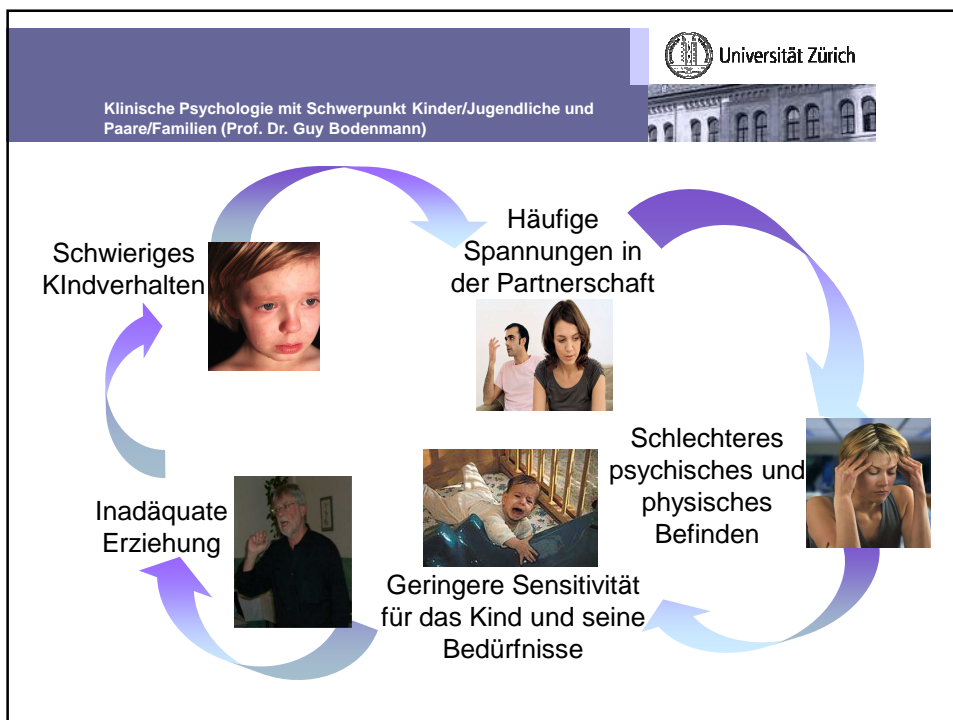 Universität Zürich
Klinische Psychologie mit Schwerpunkt Kinder/Jugendliche und
Paare/Familien (Prof. Dr. Guy Bodenmann)
Häufige
Spannungen in
der Partnerschaft
Schwieriges
KIndverhalten
Schlechteres
psychisches und
physisches
Befinden
Geringere Sensitivität
für das Kind und seine
Bedürfnisse
Inadäquate
Erziehung